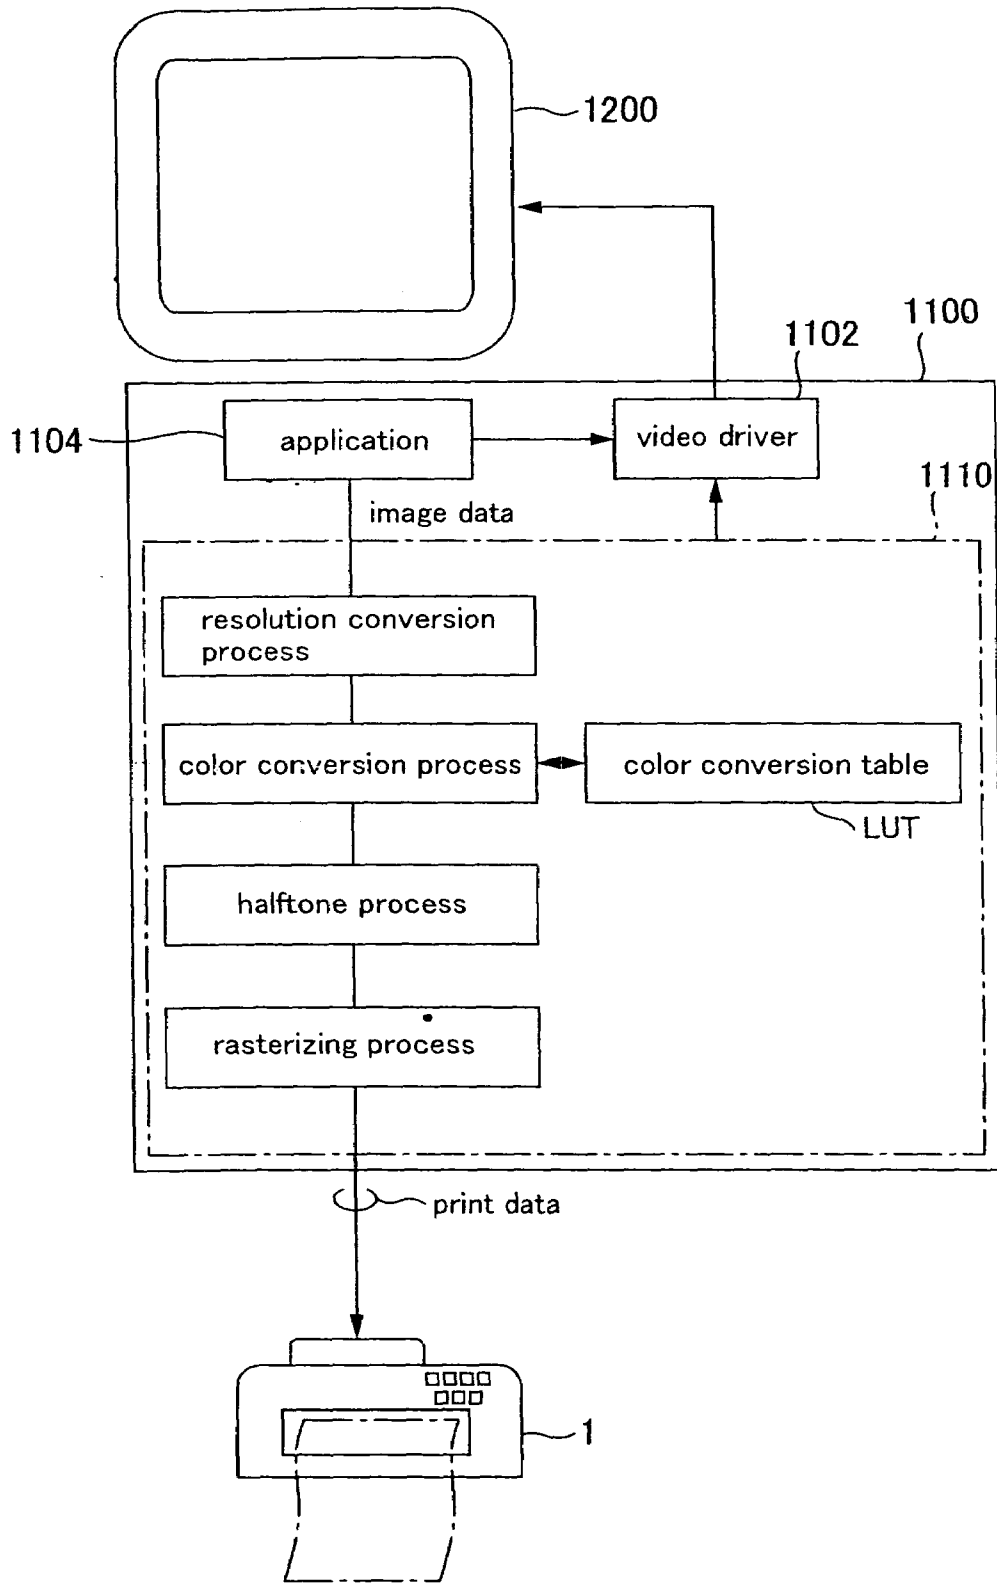 1200
1100
1102
1104
application
video driver
1110
image data
resolution conversion
process
color conversion process
color conversion table
LUT
halftone process
rasterizing process
print data
1